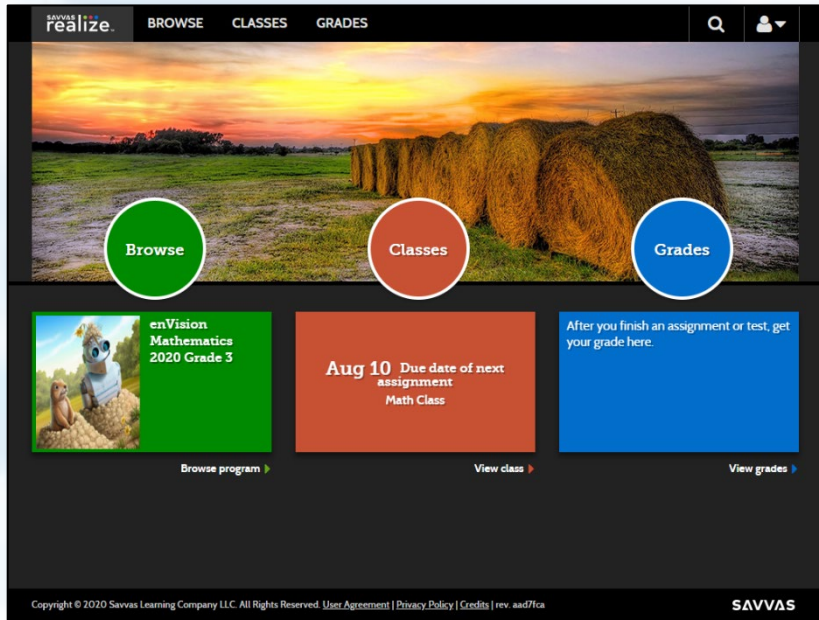 SAVVAS
realize™
BROWSE CLASSES GRADES
Browse
Classes
Grades
enVision
Mathematics
2020 Grade 3
Browse program
Aug 10 Due date of next
assignment
Math Class
View class
After you finish an assignment or test, get
your grade here.
View grades
Copyright © 2020 Savvas Learning Company LLC. All Rights Reserved. User Agreement | Privacy Policy | Credits | rev. aad7fca
SAVVAS